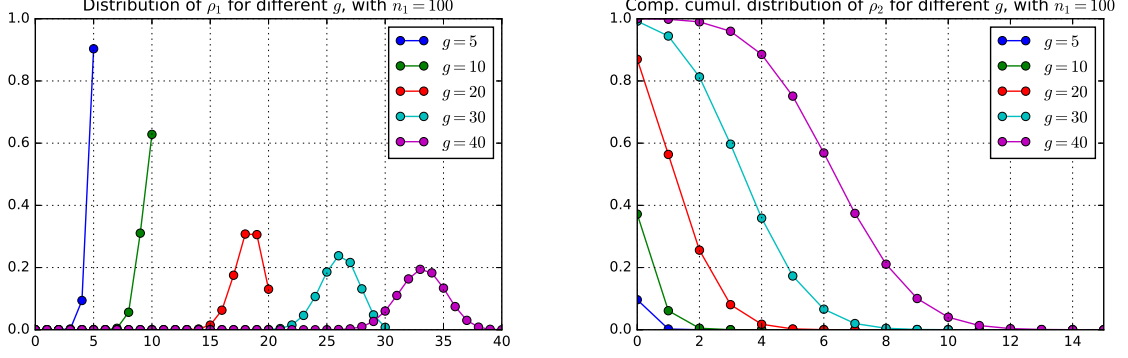 Distribution of ρ₁ for different g, with n₁ = 100
1.0
0.8
0.6
0.4
0.2
0.0
0 5 10 15 20 25 30 35 40
g = 5
g = 10
g = 20
g = 30
g = 40
Comp. cumul. distribution of ρ₂ for different g, with n₁ = 100
1.0
0.8
0.6
0.4
0.2
0.0
0 2 4 6 8 10 12 14
g = 5
g = 10
g = 20
g = 30
g = 40